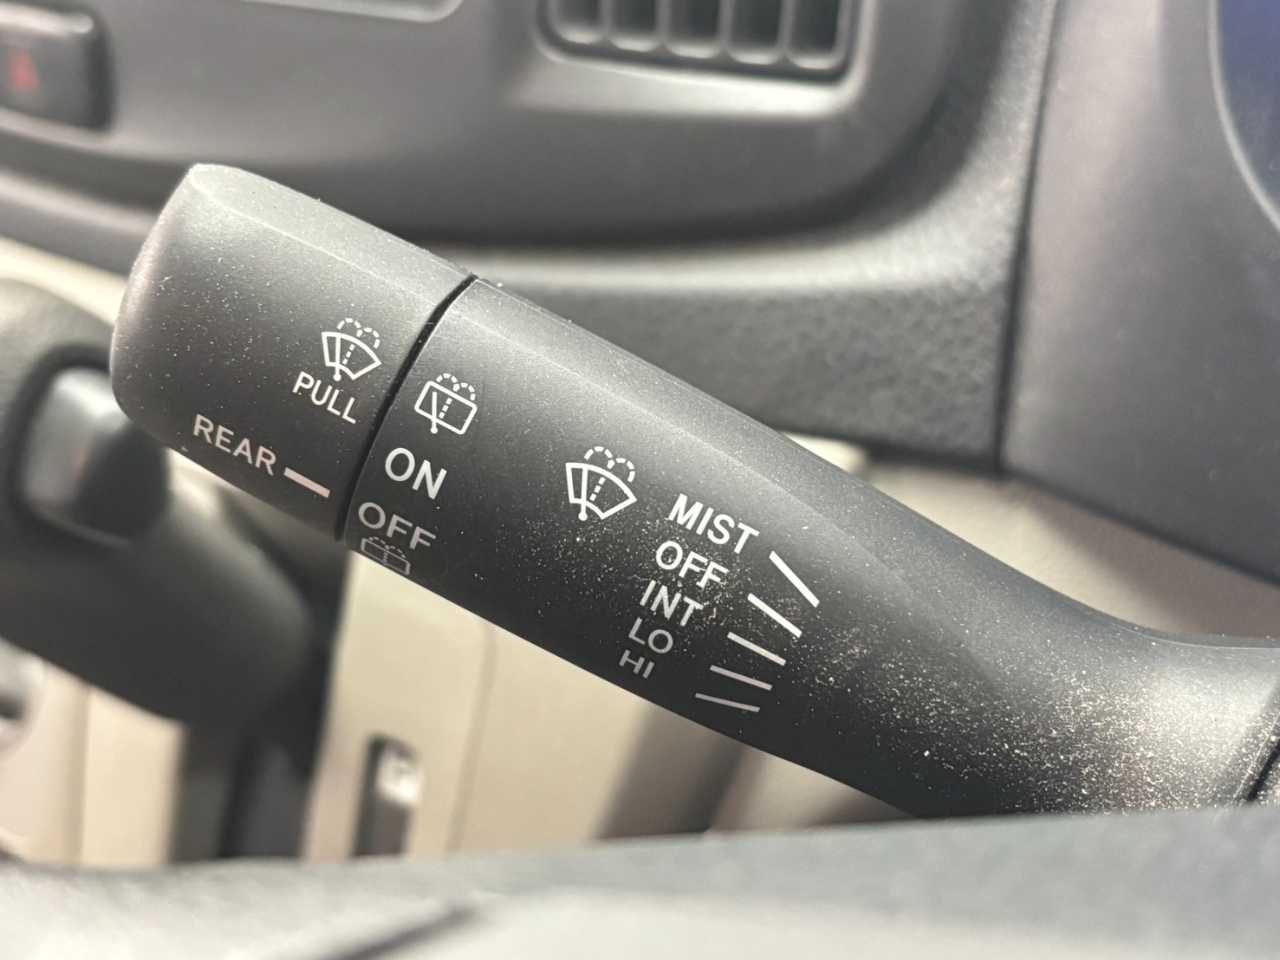 PULL
REAR
ON
OFF
MIST
OFF
INT
LO
HI